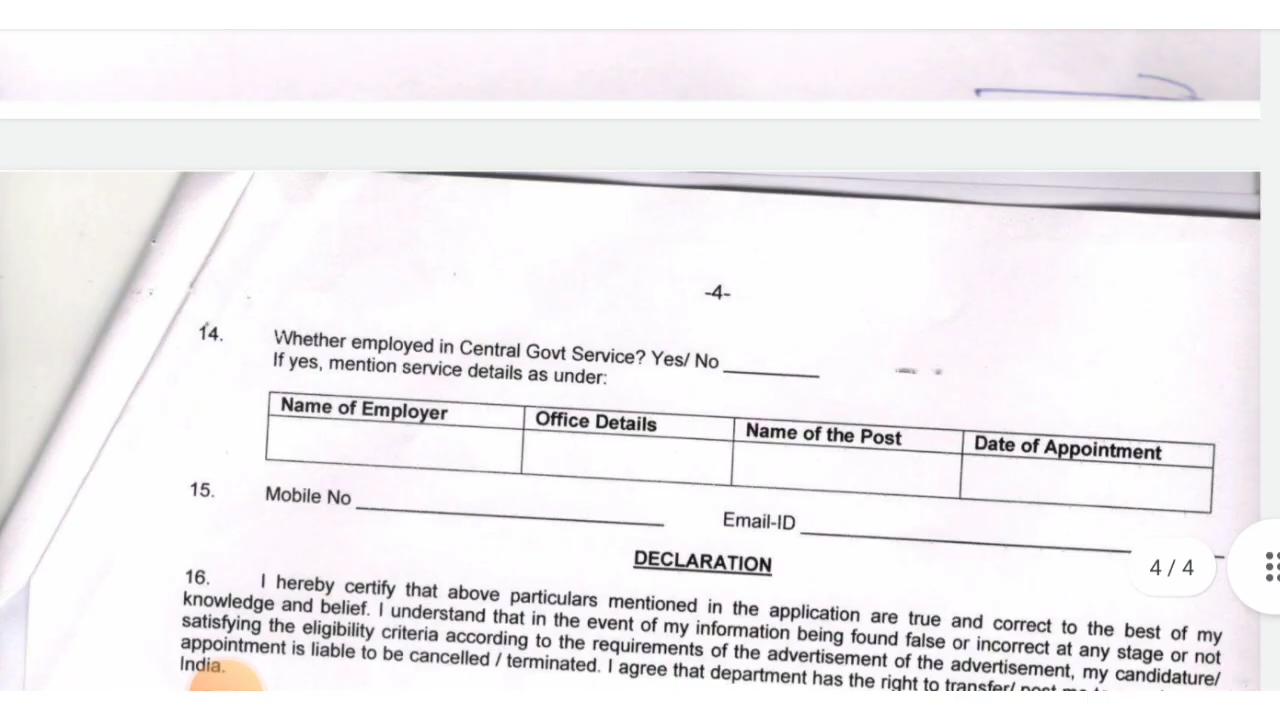 -4-
14. Whether employed in Central Govt Service? Yes/ No
If yes, mention service details as under:
Name of Employer Office Details Name of the Post Date of Appointment
15. Mobile No Email-ID
DECLARATION
16. I hereby certify that above particulars mentioned in the application are true and correct to the best of my
knowledge and belief. I understand that in the event of my information being found false or incorrect at any stage or not
satisfying the eligibility criteria according to the requirements of the advertisement of the advertisement, my candidature/
appointment is liable to be cancelled / terminated. I agree that department has the right to transfer/
India.
4 / 4